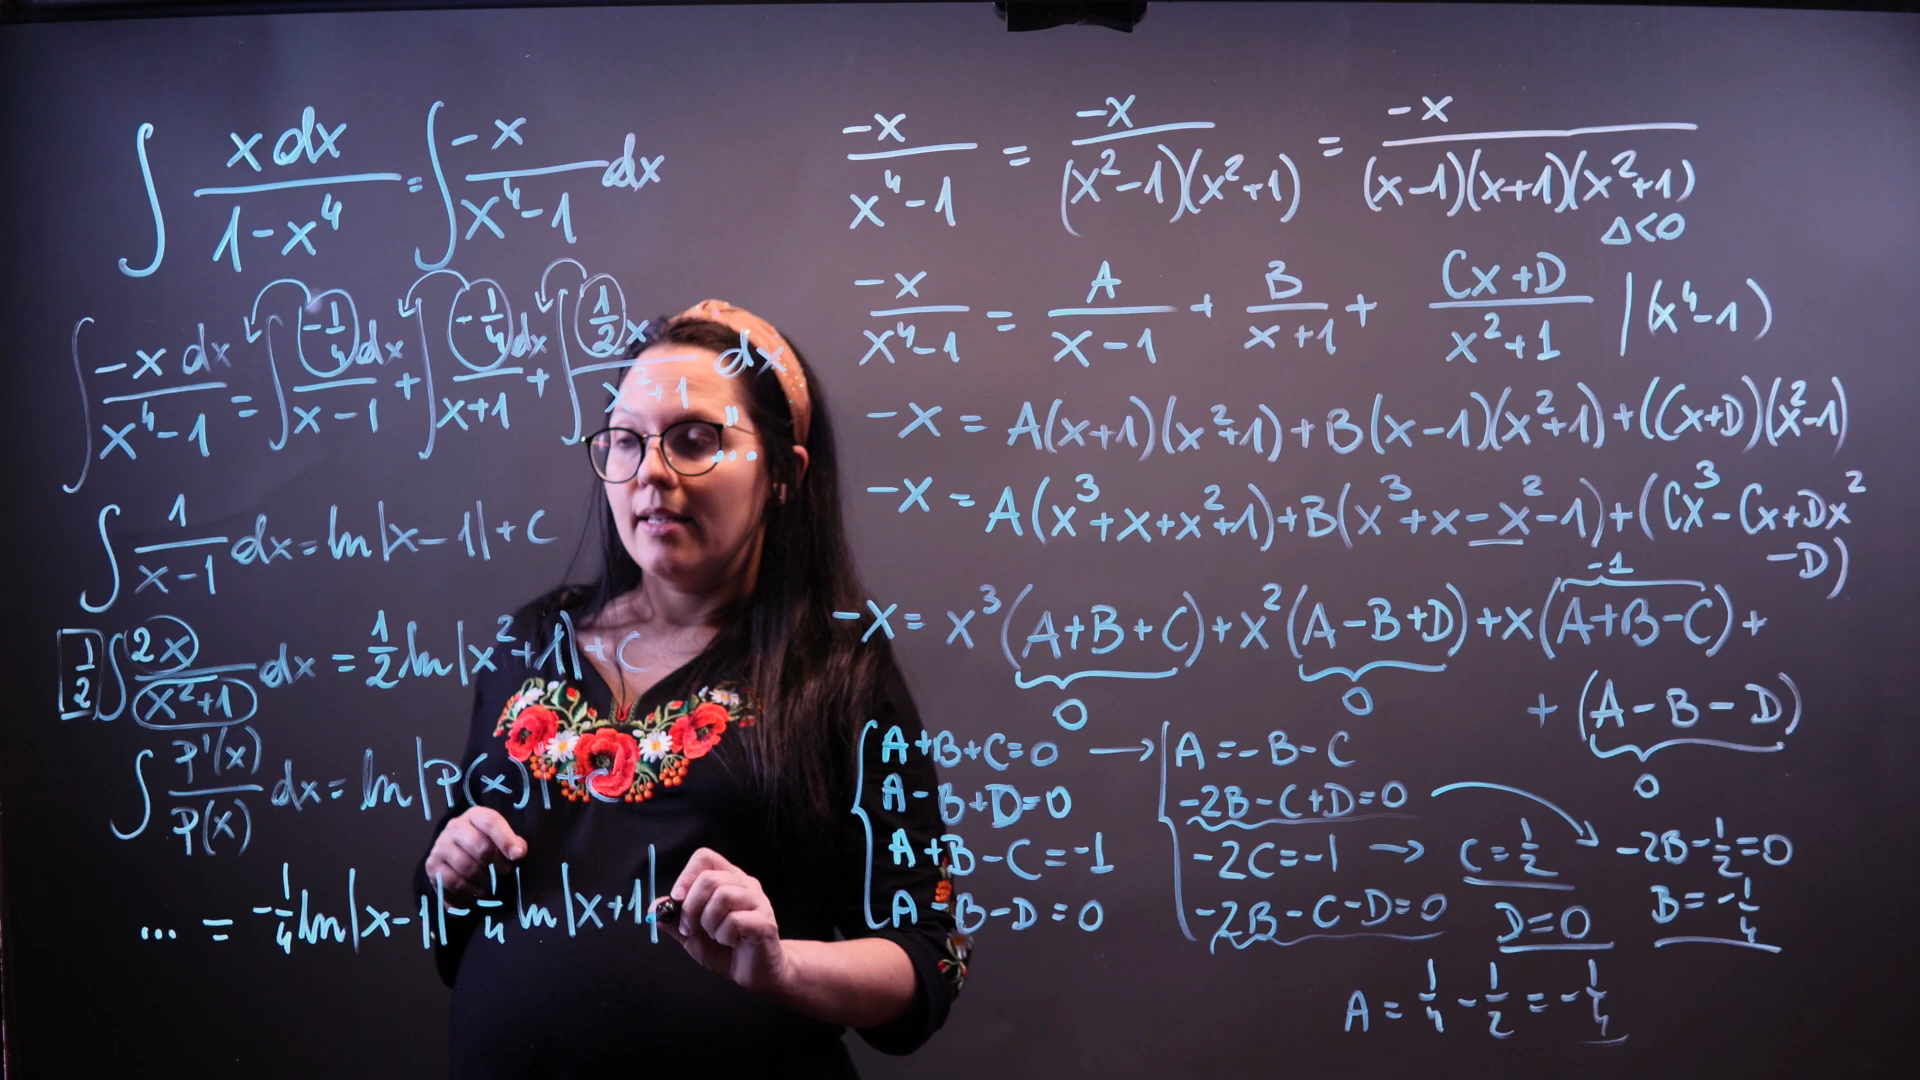 ∫ x dx / (1-x⁴) = ∫ -x / (x⁴-1) dx
∫ -x dx / (x⁴-1) = ∫ (-1/4) dx / (x-1) + ∫ (-1/4) dx / (x+1) + ∫ (1/2)x / (x²+1) dx
" ...
∫ 1 / (x-1) dx = ln|x-1| + C
1/2 ∫ 2x / (x²+1) dx = 1/2 ln|x²+1| + C
∫ P'(x) / P(x) dx = ln|P(x)| + C
... = -1/4 ln|x-1| - 1/4 ln|x+1|
-x / (x⁴-1) = -x / ((x²-1)(x²+1)) = -x / ((x-1)(x+1)(x²+1))
Δ<0
-x / (x⁴-1) = A / (x-1) + B / (x+1) + (Cx+D) / (x²+1) | (x⁴-1)
-x = A(x+1)(x²+1)+B(x-1)(x²+1)+((x+D)(x²-1)
-x = A(x³+x+x²+1)+B(x³+x-x²-1)+(Cx³-Cx+Dx²
-D)
-1
-x = x³(A+B+C)+x²(A-B+D)+x(A+B-C)+
0 0
+ (A-B-D)
0
A+B+C=0 → A=-B-C
A-B+D=0 -2B-C+D=0
A+B-C=-1 -2C=-1 → C=1/2 -2B-1/2=0
A-B-D=0 -2B-C-D=0 D=0 B=-1/4
A = 1/4 - 1/2 = -1/4